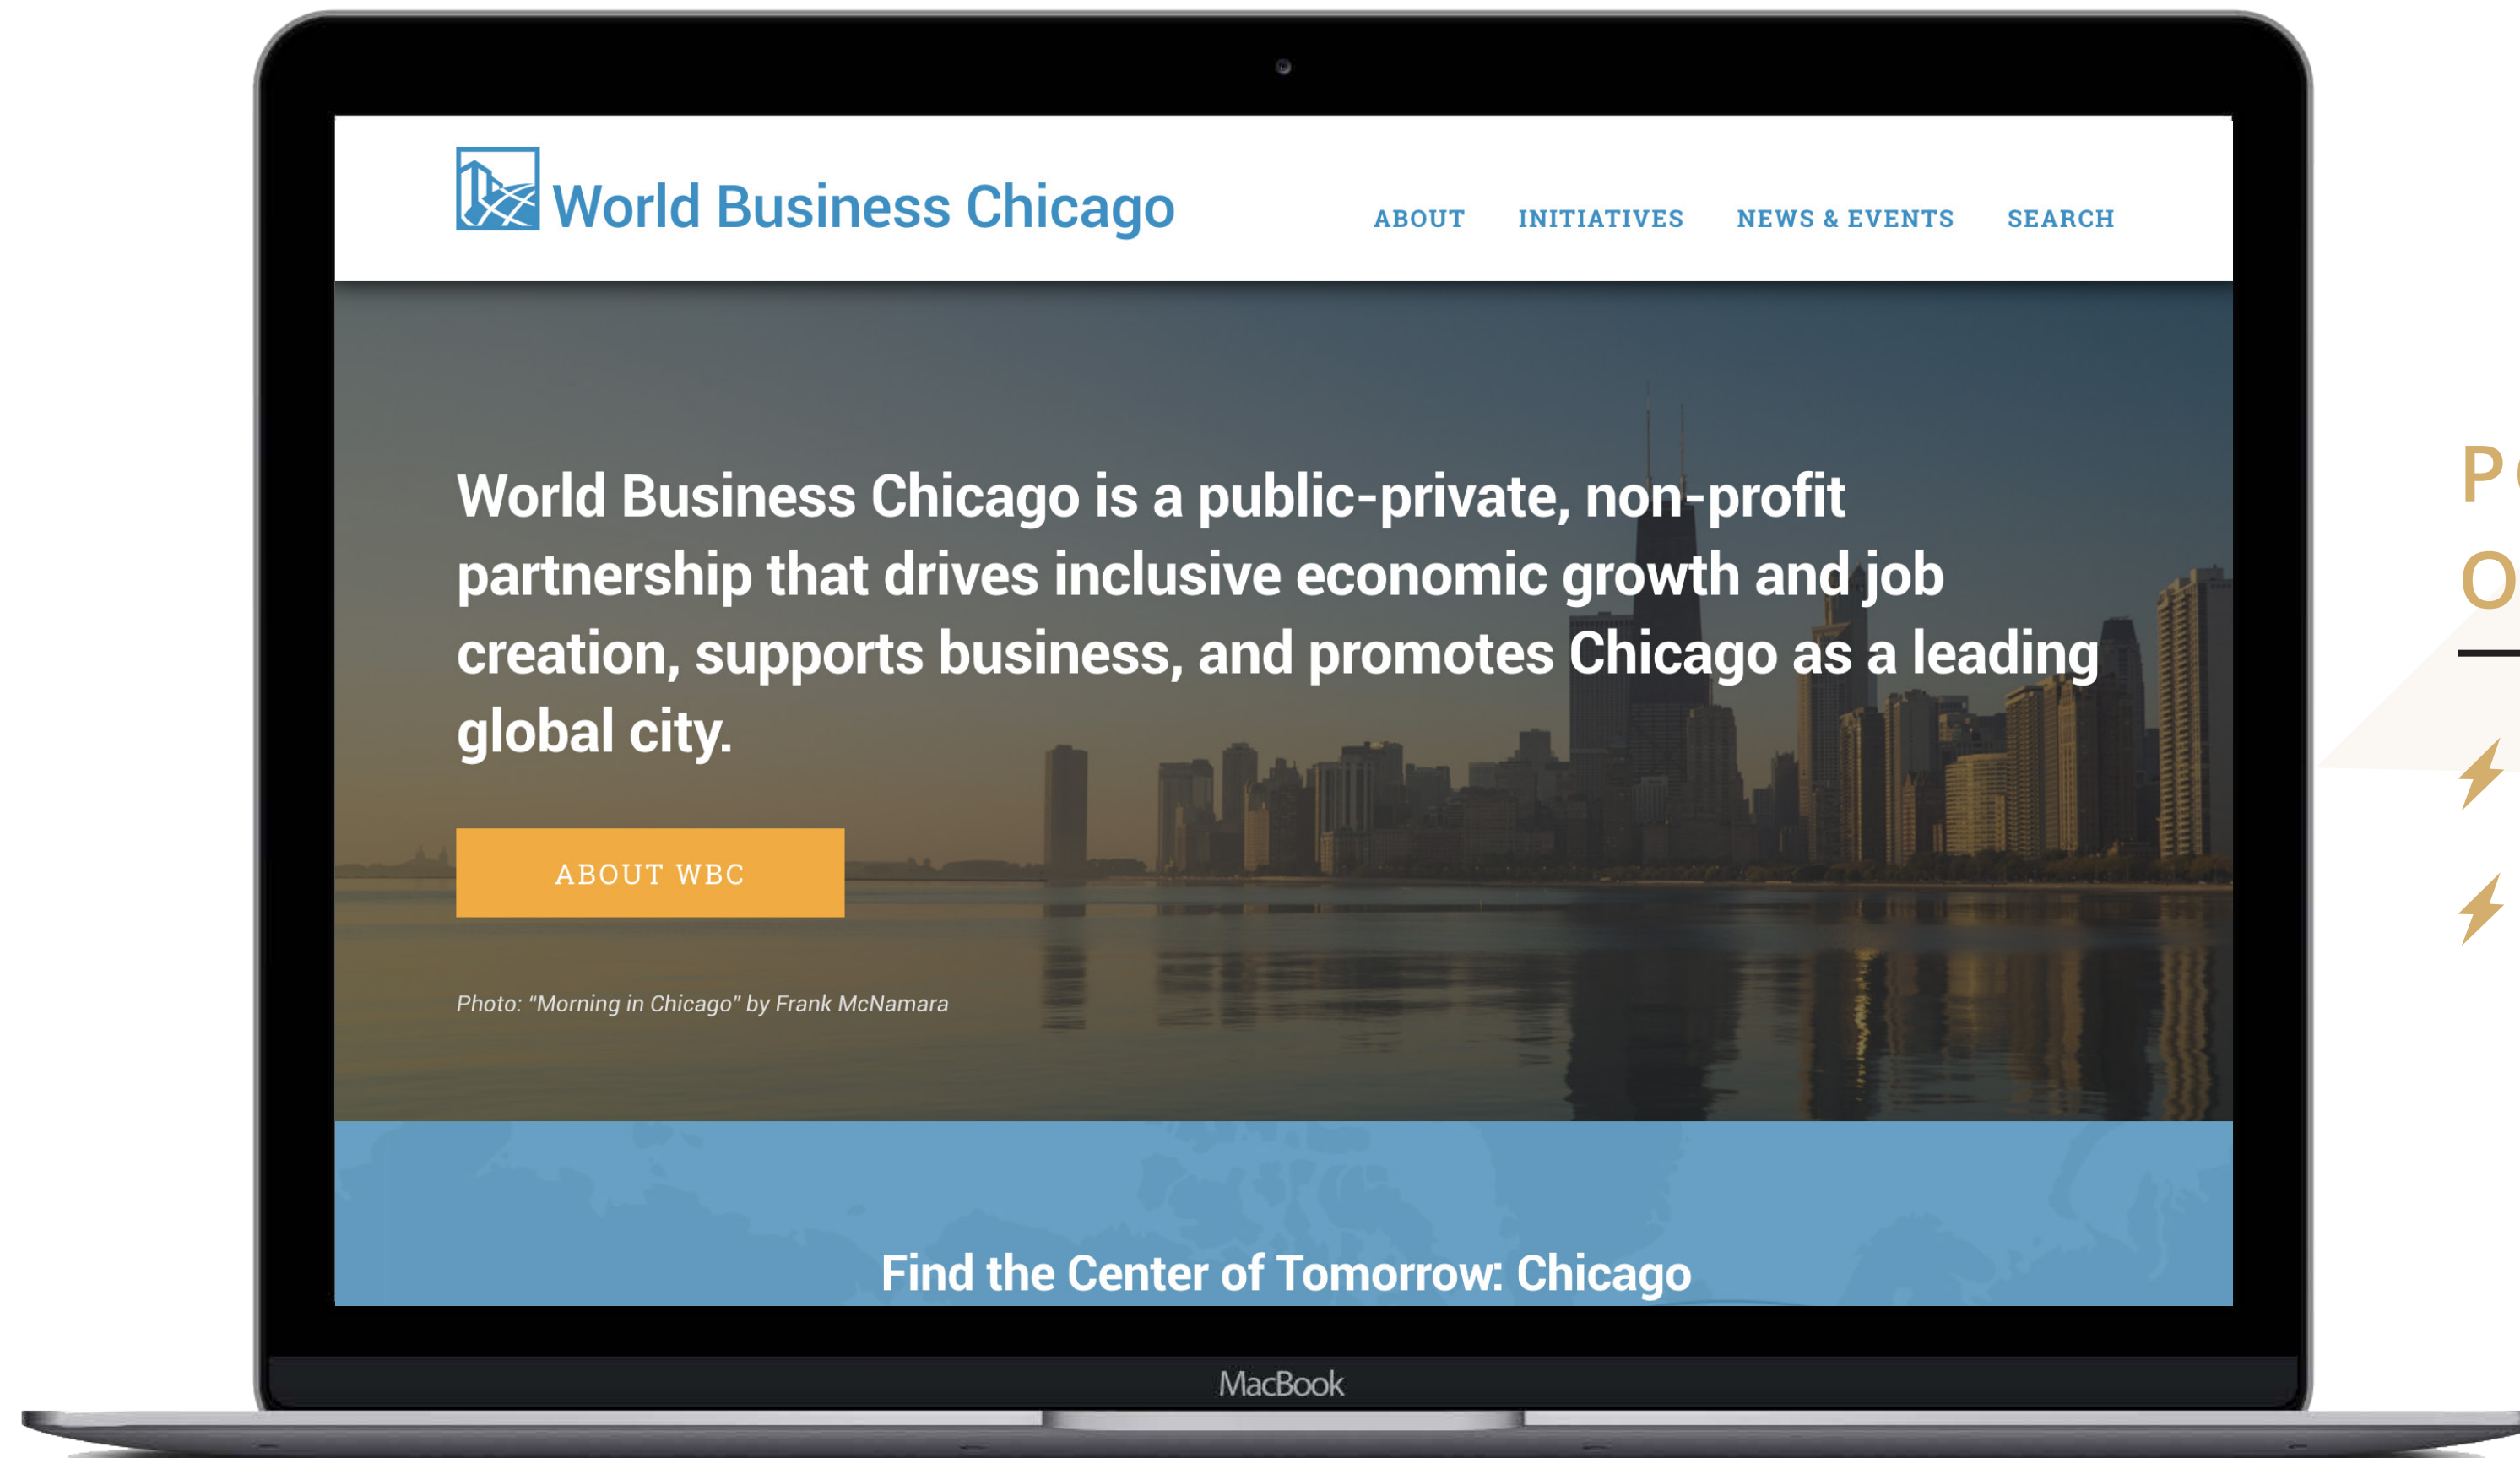 World Business Chicago
ABOUT INITIATIVES NEWS & EVENTS SEARCH
World Business Chicago is a public-private, non-profit
partnership that drives inclusive economic growth and job
creation, supports business, and promotes Chicago as a leading
global city.
ABOUT WBC
Photo: “Morning in Chicago” by Frank McNamara
Find the Center of Tomorrow: Chicago
MacBook